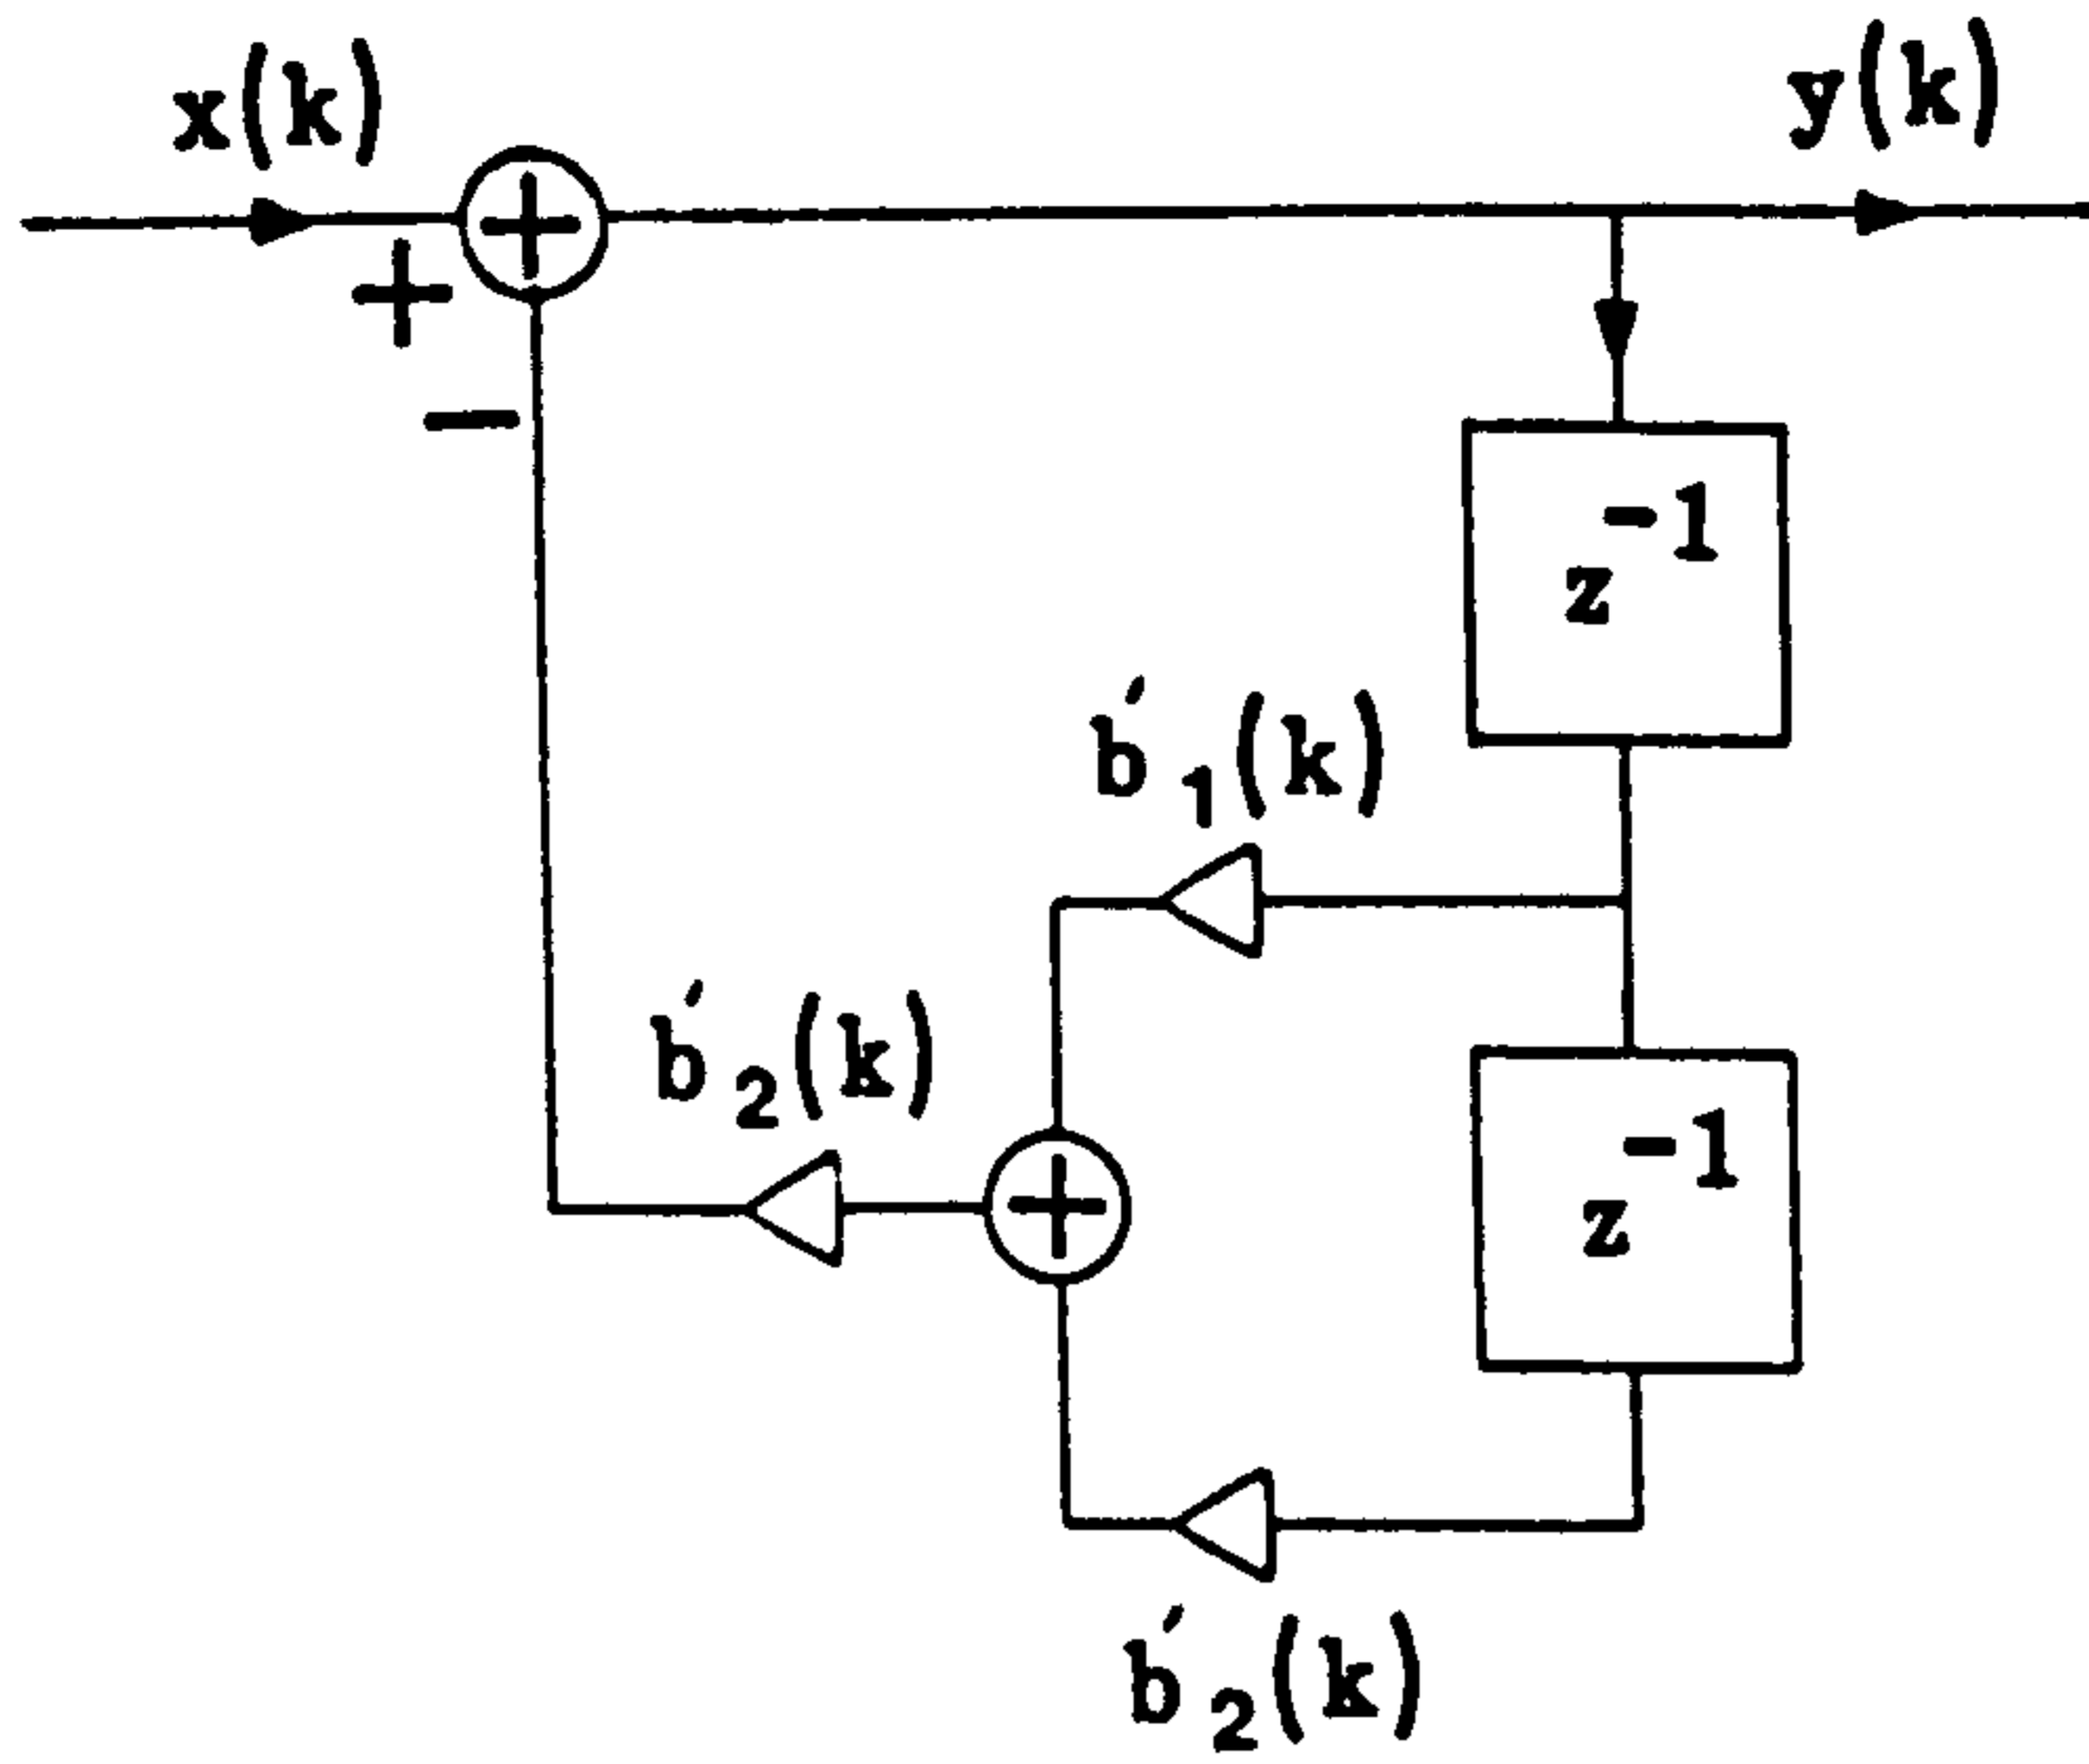 x(k)
y(k)
+
+
−
z⁻¹
b′₁(k)
b′₂(k)
+
z⁻¹
b′₂(k)